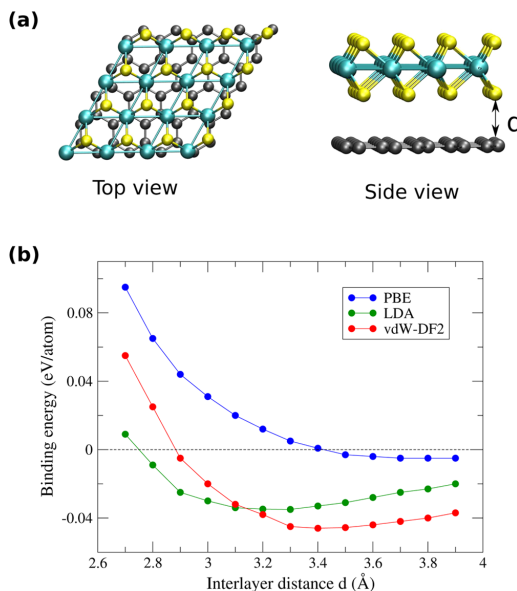 (a)
d
Top view
Side view
(b)
PBE
LDA
vdW-DF2
Binding energy (eV/atom)
0.08
0.04
0
-0.04
2.6 2.8 3 3.2 3.4 3.6 3.8 4
Interlayer distance d (Å)